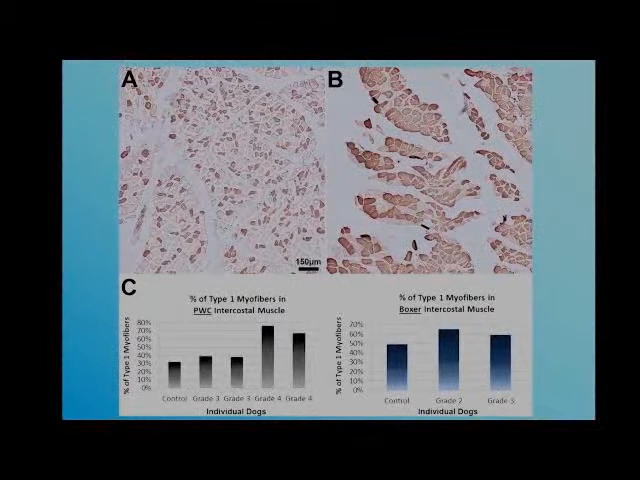 A
B
150µm
C
% of Type 1 Myofibers in
PWC Intercostal Muscle
% of Type 1 Myofibers
80%
70%
60%
50%
40%
30%
20%
10%
0%
Control Grade 3 Grade 3 Grade 4 Grade 4
Individual Dogs
% of Type 1 Myofibers in
Boxer Intercostal Muscle
% of Type 1 Myofibers
70%
60%
50%
40%
30%
20%
10%
0%
Control Grade 2 Grade 3
Individual Dogs